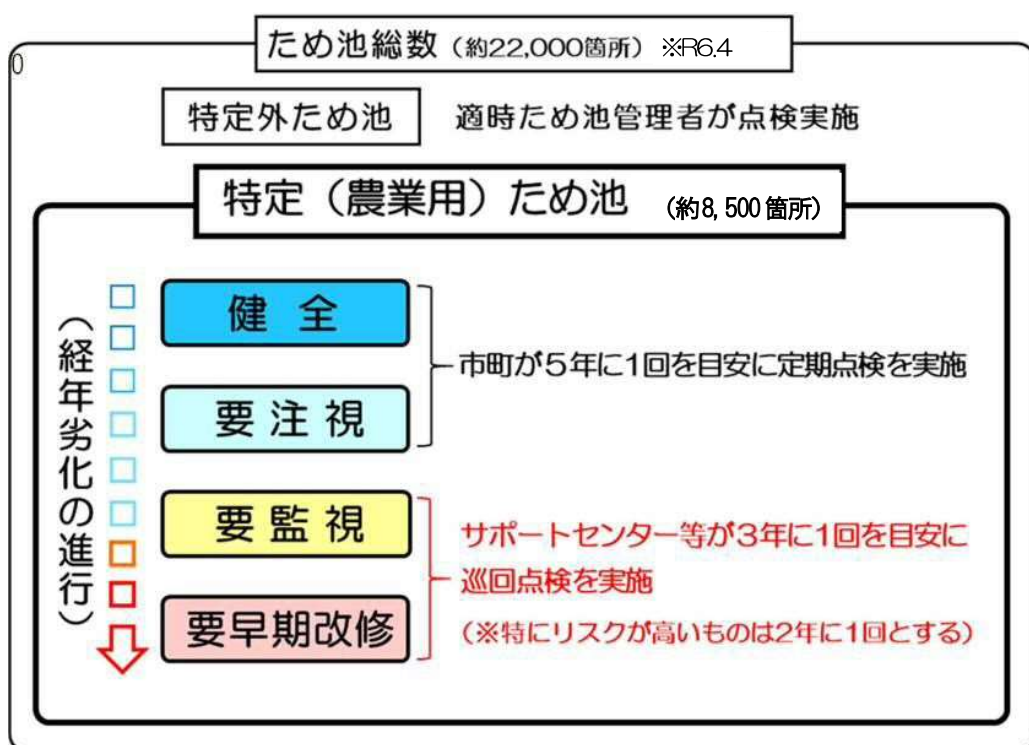 ため池総数（約22,000箇所）※R6.4
0
特定外ため池　適時ため池管理者が点検実施
特定（農業用）ため池　(約8,500箇所)
（経年劣化の進行）
健全
要注視
市町が５年に1回を目安に定期点検を実施
要監視
要早期改修
サポートセンター等が３年に1回を目安に
巡回点検を実施
（※特にリスクが高いものは2年に1回とする）